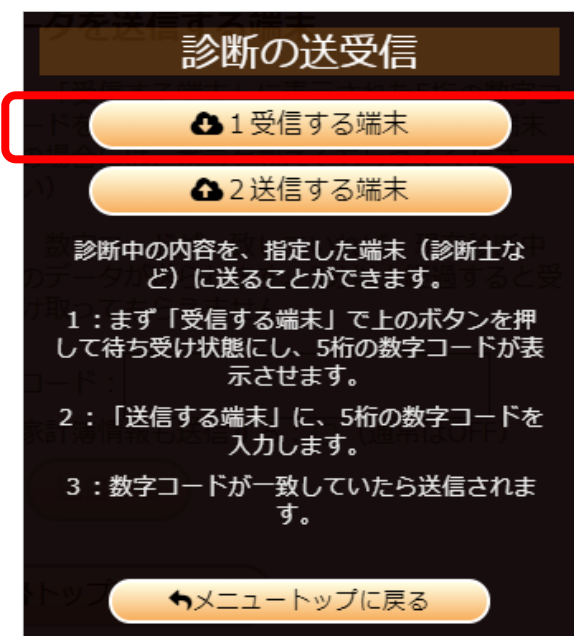 診断の送受信
1受信する端末
2送信する端末
診断中の内容を、指定した端末（診断士な
ど）に送ることができます。
1：まず「受信する端末」で上のボタンを押
して待ち受け状態にし、5桁の数字コードが表
示させます。
2：「送信する端末」に、5桁の数字コードを
入力します。
3：数字コードが一致していたら送信されま
す。
メニュートップに戻る